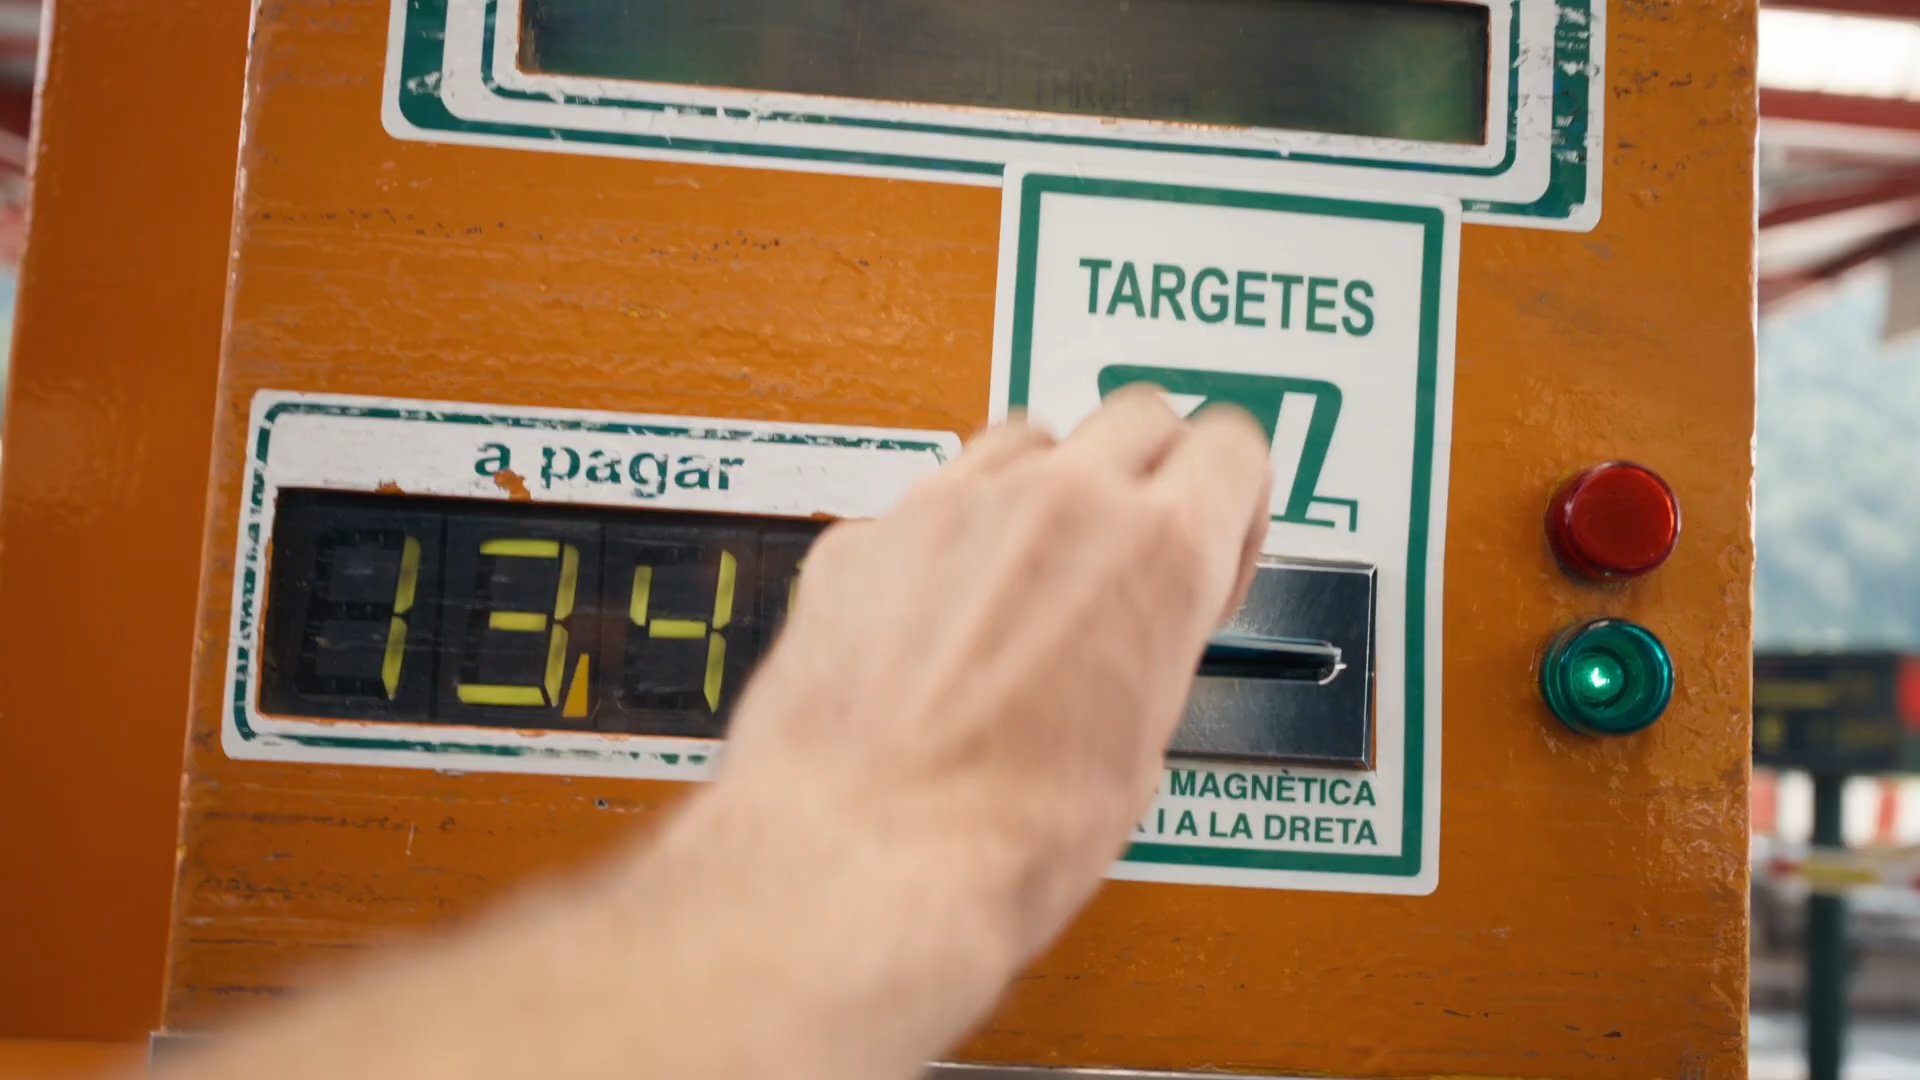 TARGETES
a pagar
13,4
MAGNÈTICA
I A LA DRETA